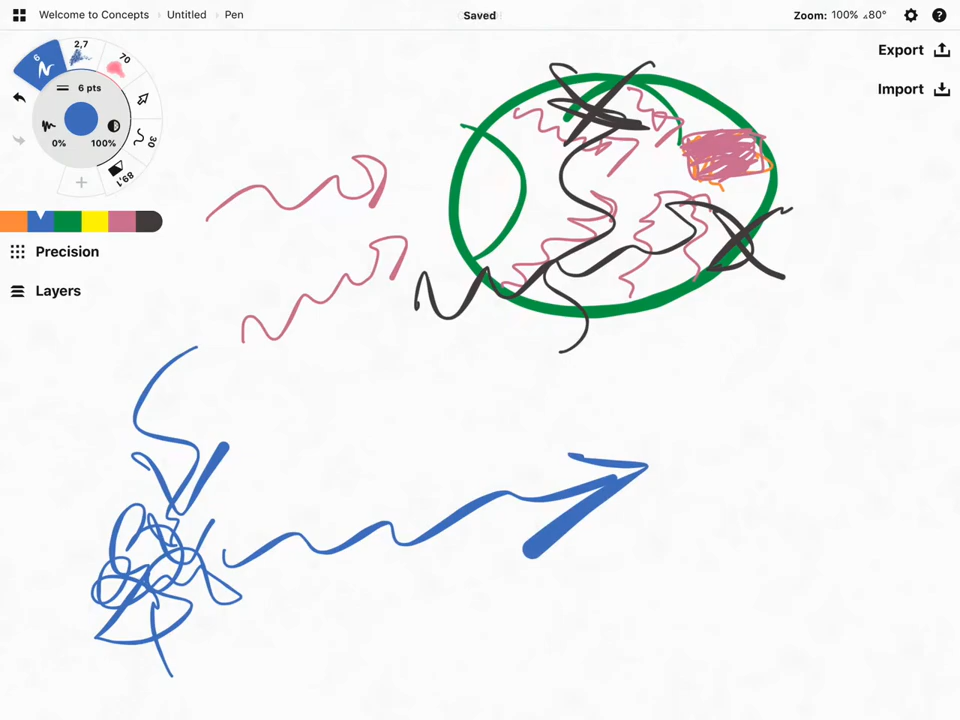 Welcome to Concepts › Untitled › Pen
Saved
Zoom: 100% ⦟80°
Export
Import
6
2,7
70
6 pts
0%
100%
30
89,1
Precision
Layers